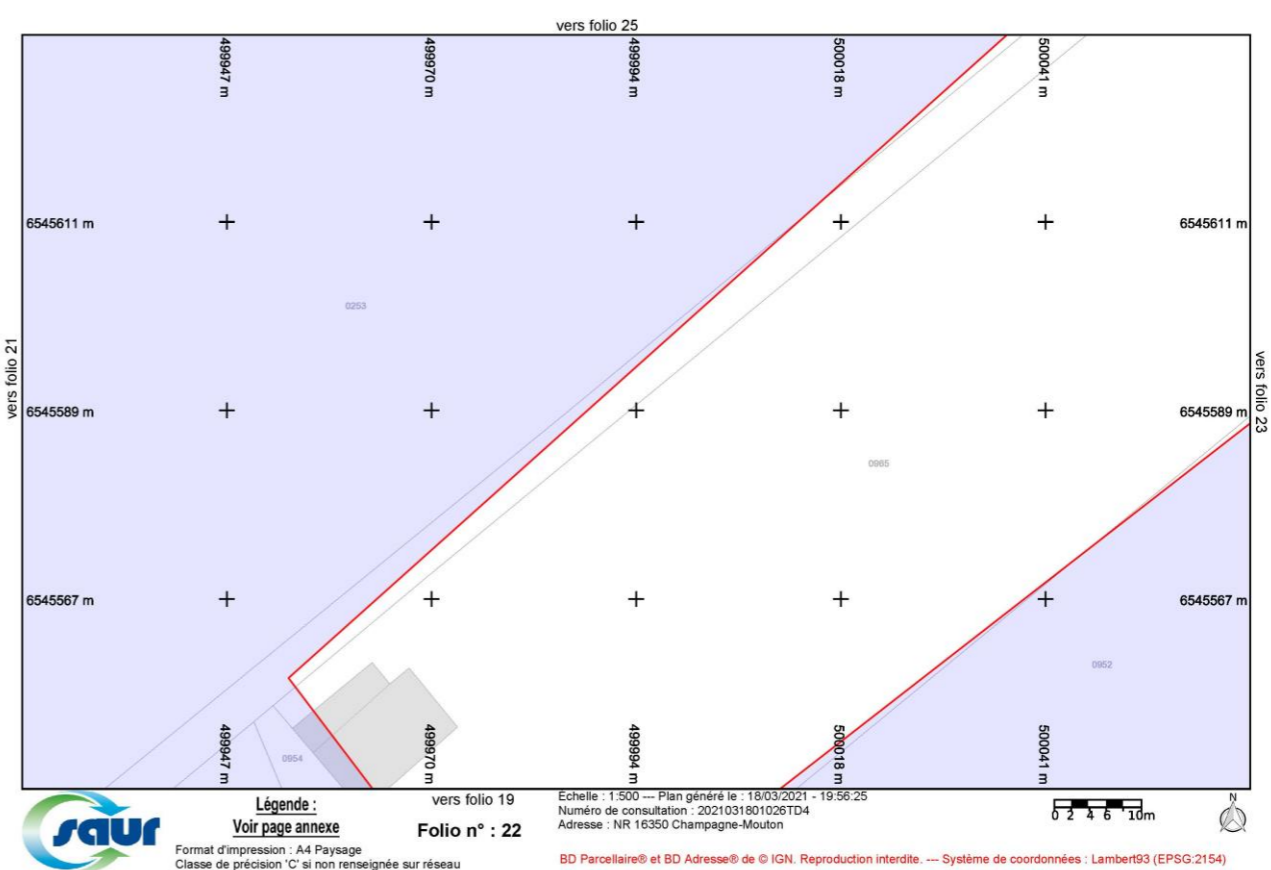 vers folio 25
499947 m
499970 m
499994 m
500018 m
500041 m
6545611 m
6545611 m
0253
vers folio 21
vers folio 23
6545589 m
6545589 m
0965
6545567 m
6545567 m
0952
0954
499947 m
499970 m
499994 m
500018 m
500041 m
saur
Légende :
Voir page annexe
Format d'impression : A4 Paysage
Classe de précision 'C' si non renseignée sur réseau
vers folio 19
Folio n° : 22
Echelle : 1:500 --- Plan généré le : 18/03/2021 - 19:56:25
Numéro de consultation : 2021031801026TD4
Adresse : NR 16350 Champagne-Mouton
0 2 4 6 10m
N
BD Parcellaire® et BD Adresse® de © IGN. Reproduction interdite. --- Système de coordonnées : Lambert93 (EPSG:2154)